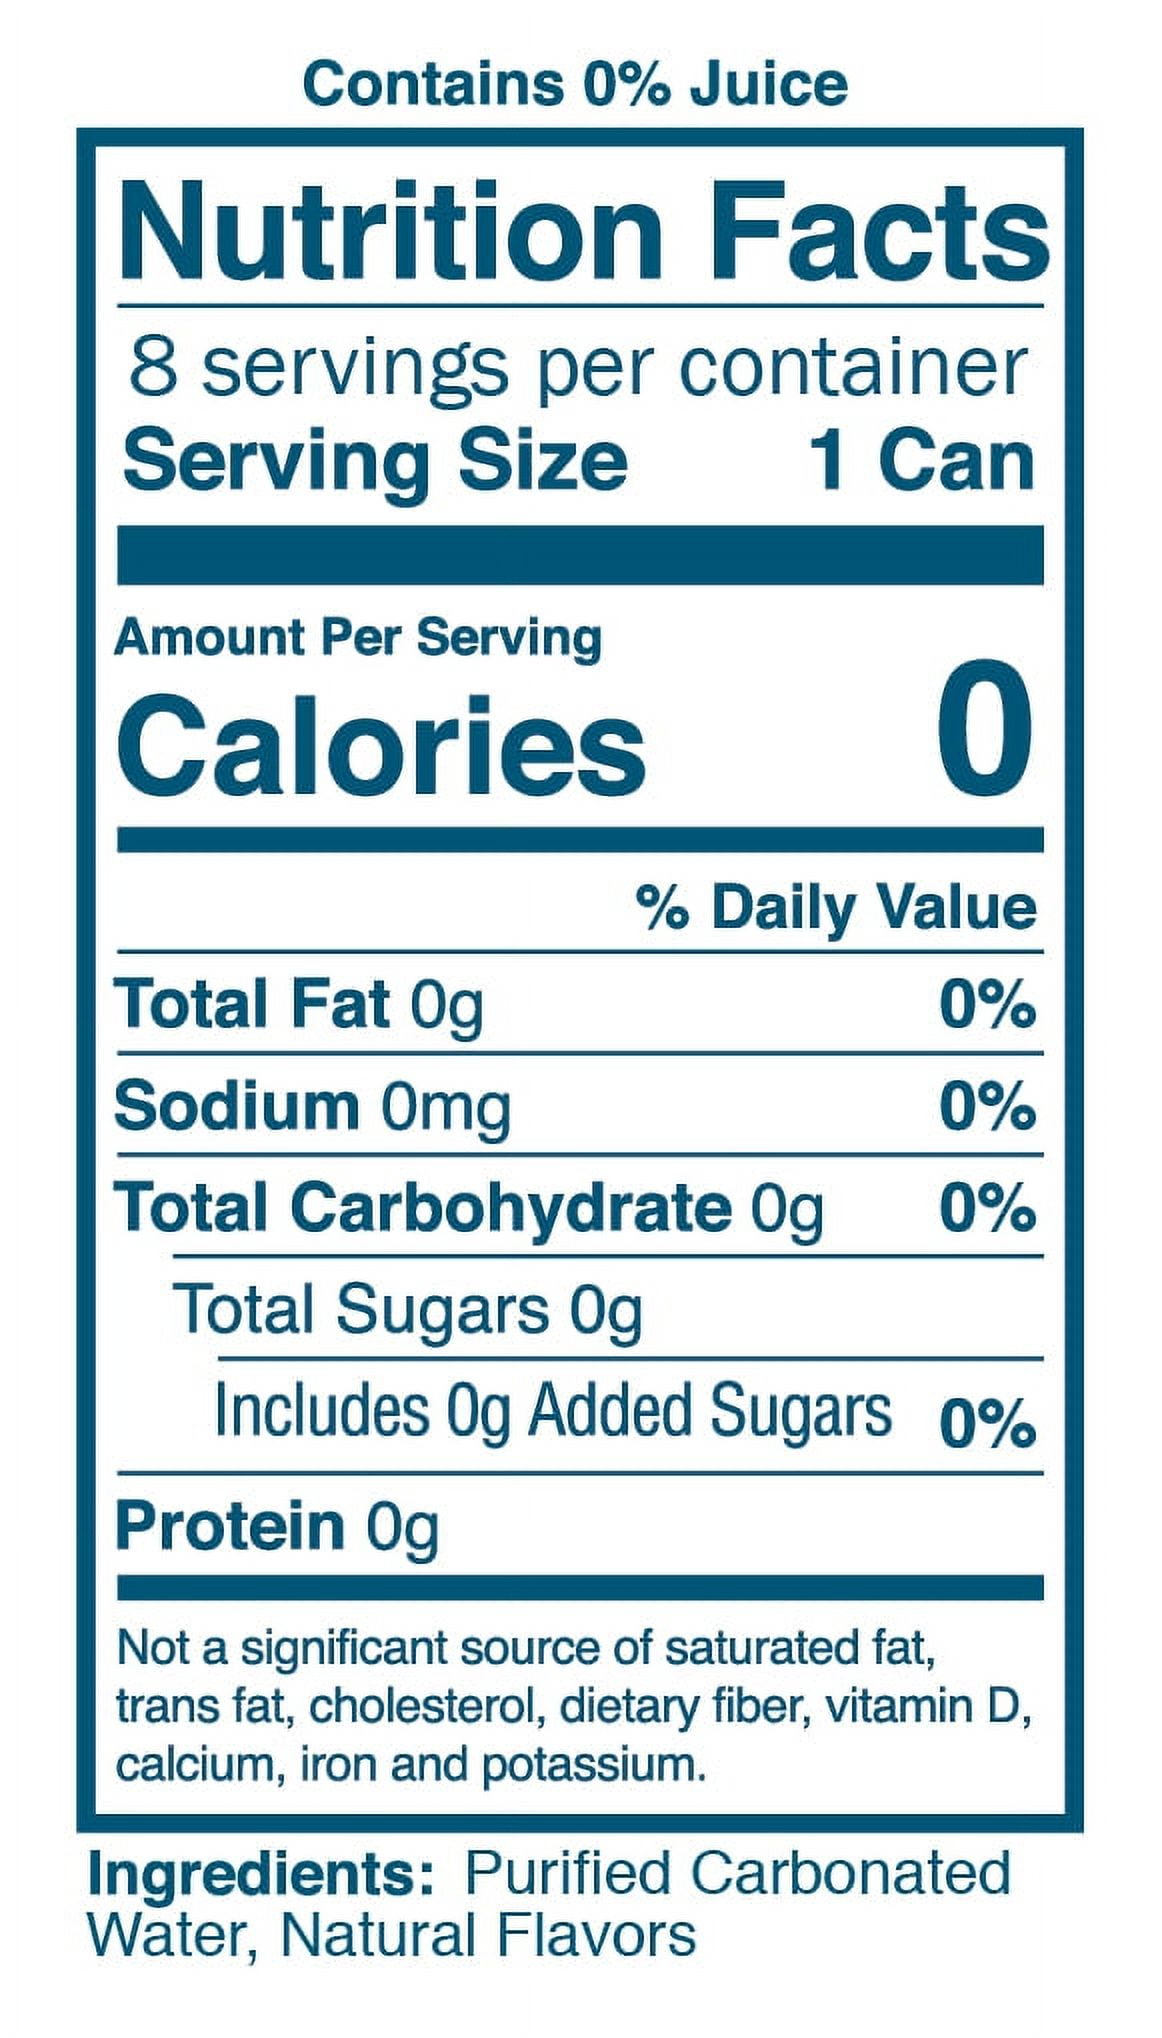 Contains 0% Juice
Nutrition Facts
8 servings per container
Serving Size 1 Can
Amount Per Serving
Calories 0
% Daily Value
Total Fat 0g 0%
Sodium 0mg 0%
Total Carbohydrate 0g 0%
Total Sugars 0g
Includes 0g Added Sugars 0%
Protein 0g
Not a significant source of saturated fat,
trans fat, cholesterol, dietary fiber, vitamin D,
calcium, iron and potassium.
Ingredients: Purified Carbonated
Water, Natural Flavors